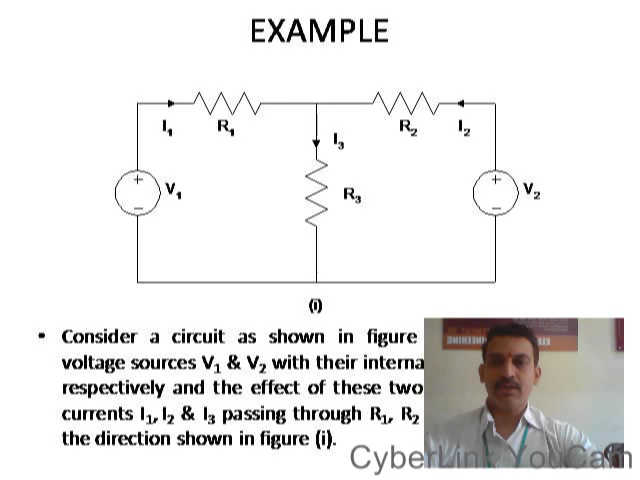 EXAMPLE
I1 R1 R2 I2
I3
V1 R3 V2
(i)
• Consider a circuit as shown in figure
voltage sources V1 & V2 with their interna
respectively and the effect of these two
currents I1, I2 & I3 passing through R1, R2
the direction shown in figure (i).
CyberLink YouCam